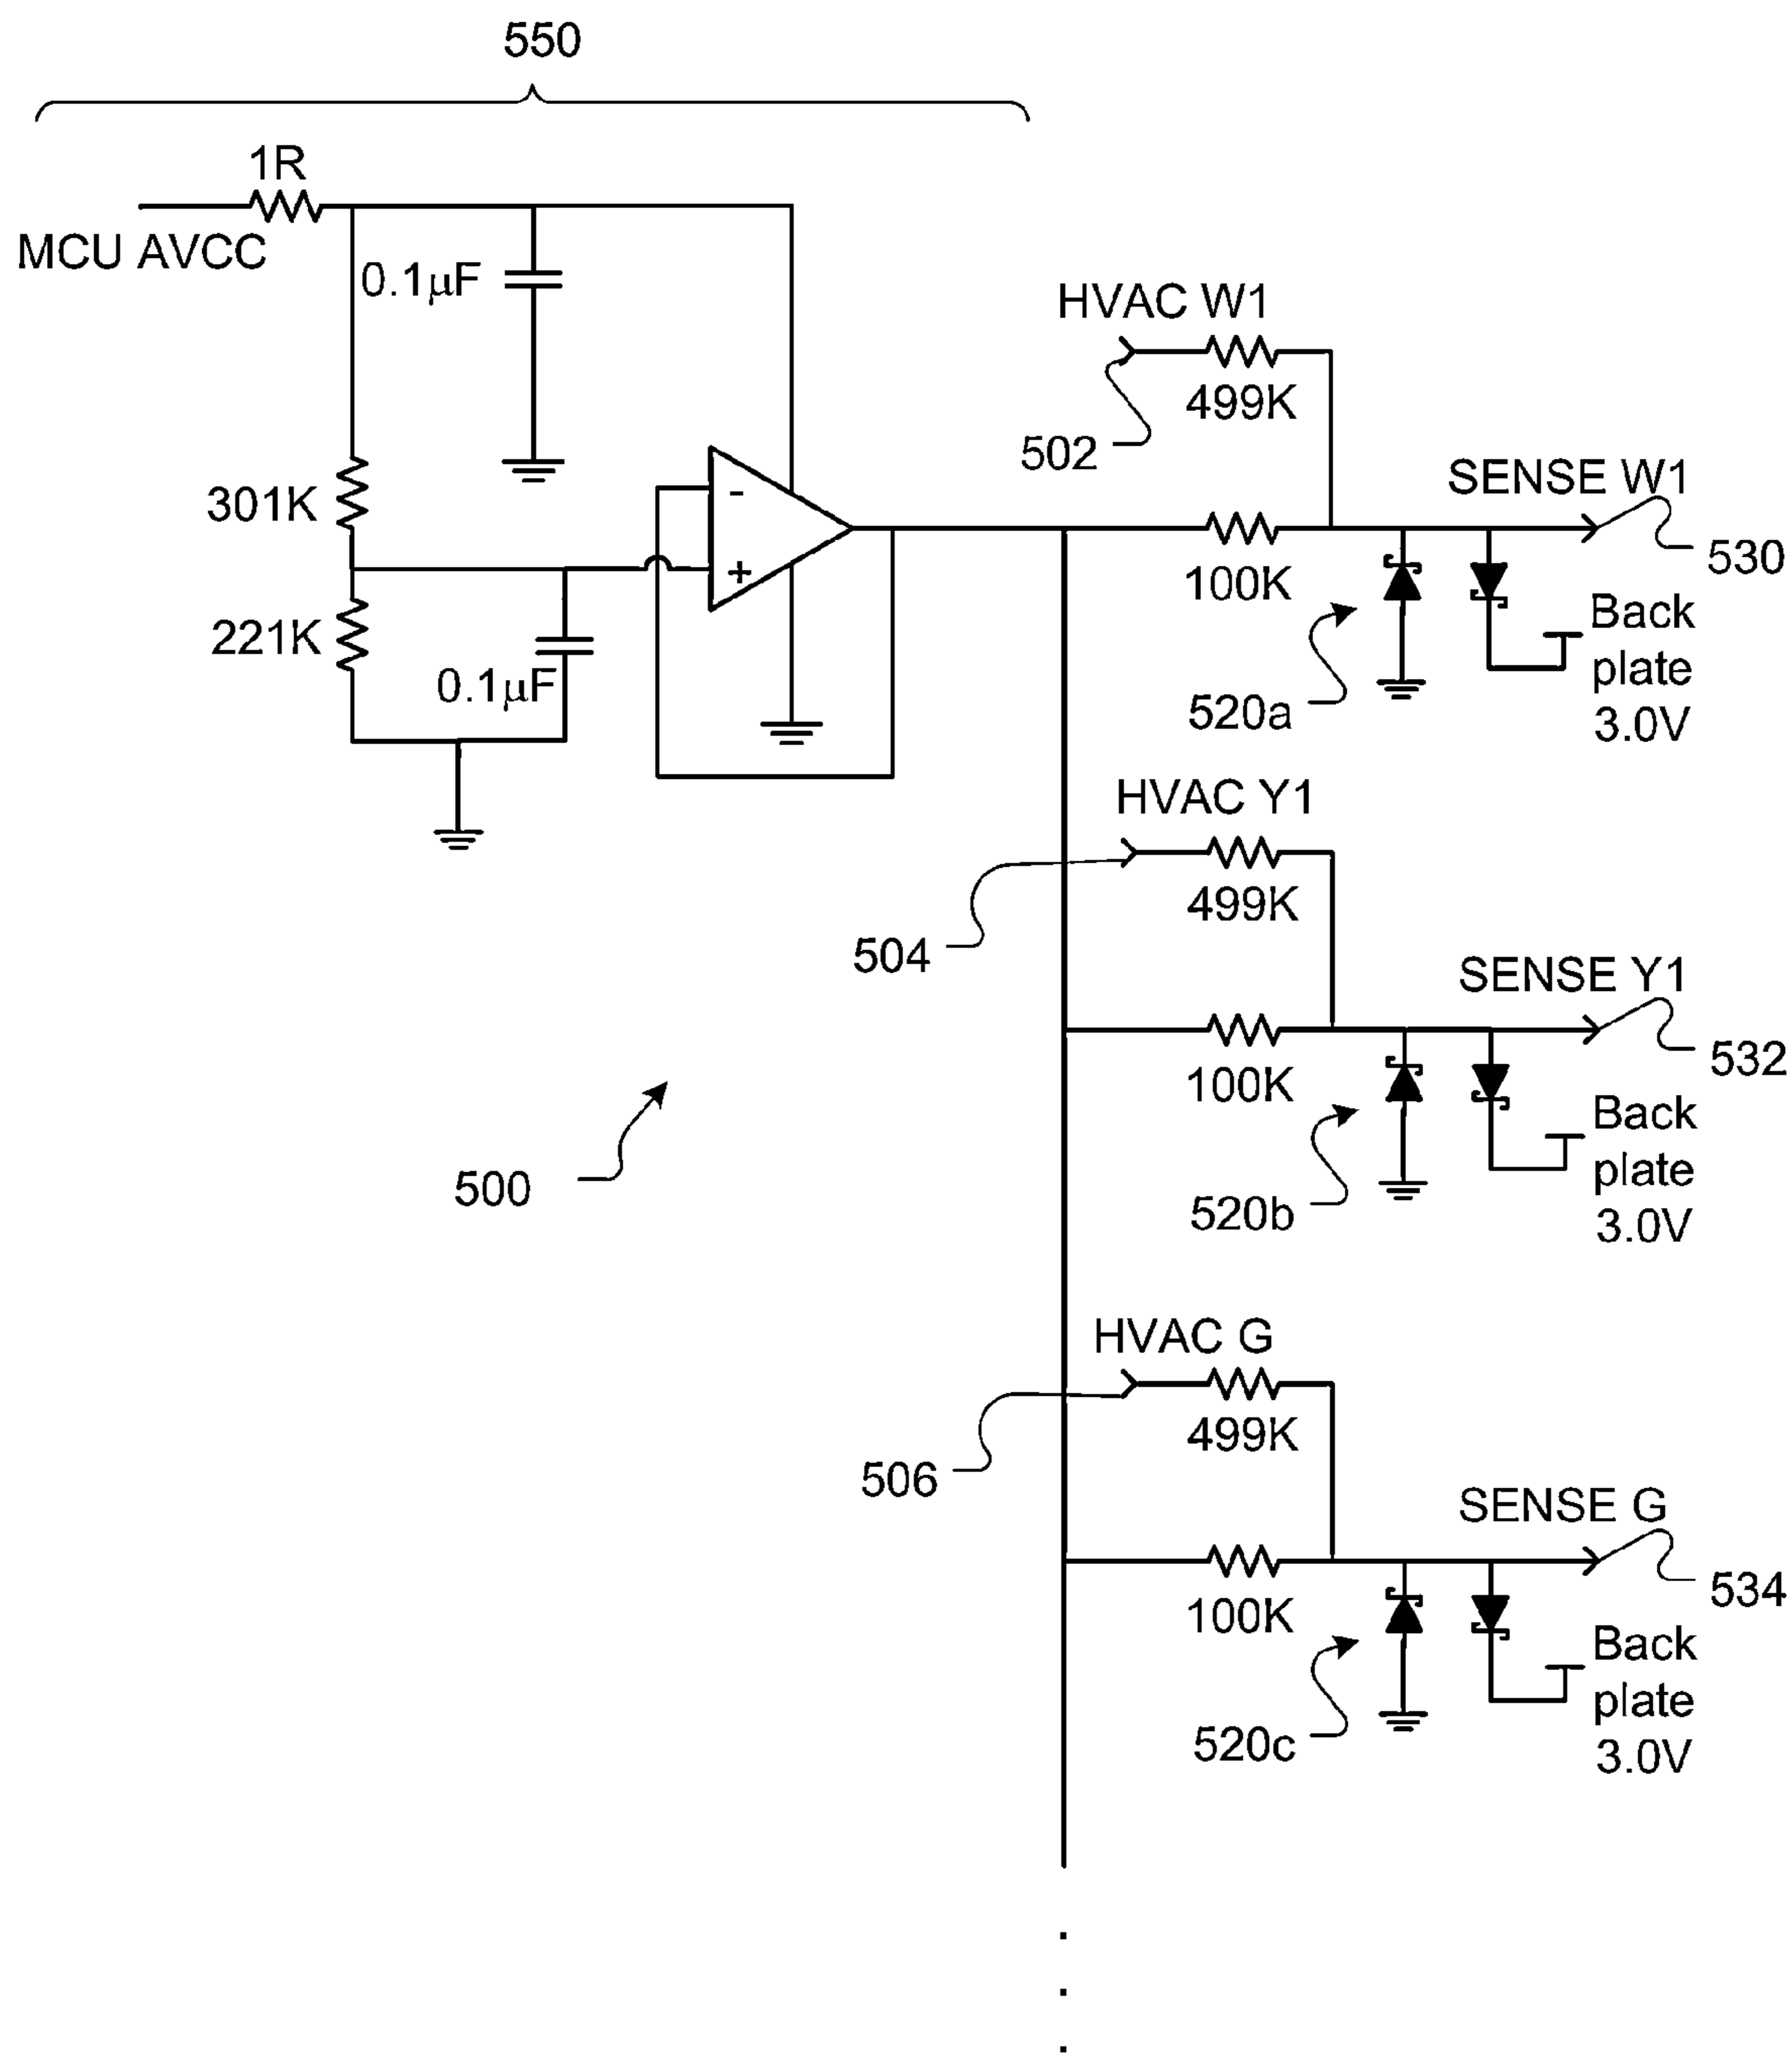 550
1R
MCU AVCC
0.1µF
HVAC W1
499K
502
SENSE W1
301K
-
+
100K
530
221K
0.1µF
Back
plate
3.0V
520a
HVAC Y1
499K
504
SENSE Y1
532
100K
Back
plate
3.0V
500
520b
HVAC G
499K
506
SENSE G
534
100K
Back
plate
3.0V
520c
.
.
.